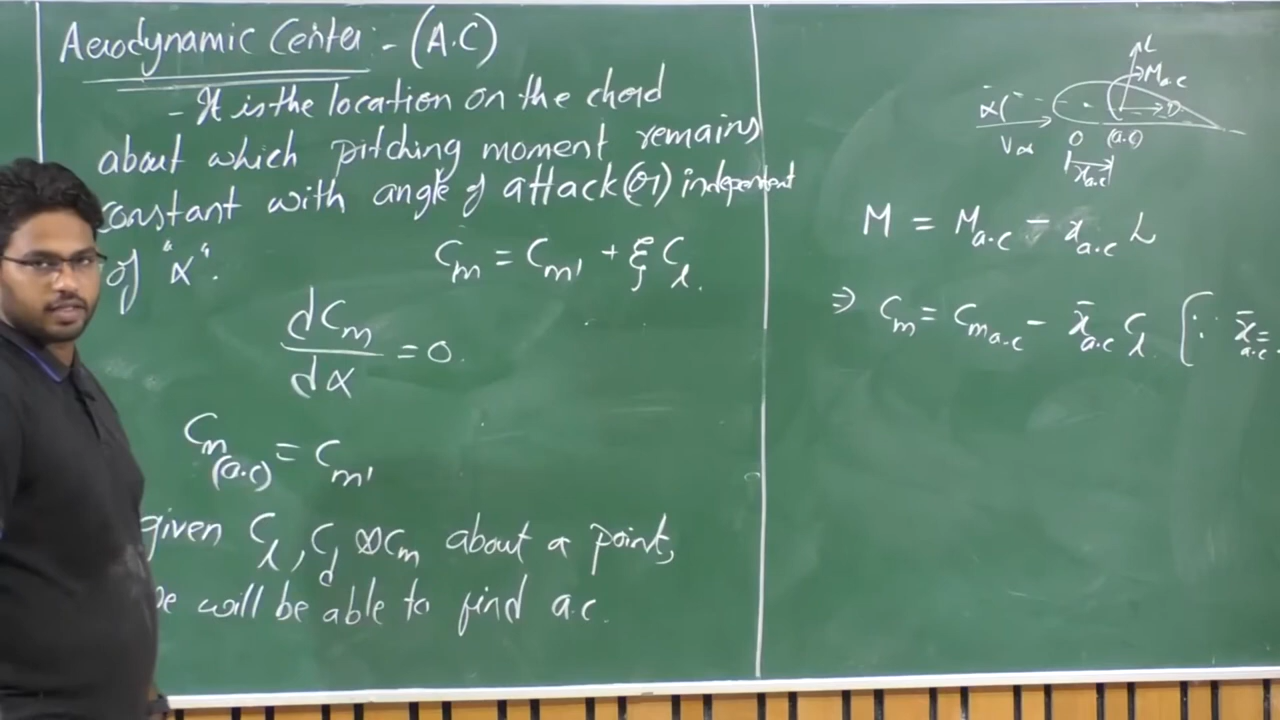 Aerodynamic Center - (A.C)
- It is the location on the chord
about which pitching moment remains
constant with angle of attack (or) independent
of "α".
Cm = Cm' + ξ Cl.
dCm/dα = 0.
Cm(a.c) = Cm'
given Cl, Cd & Cm about a point,
will be able to find a.c.
L
Ma.c
α
D
Vα
O (a.c)
xa.c
M = Ma.c - xa.c L
⇒ Cm = Cma.c - x̄a.c Cl [∵ x̄a.c =